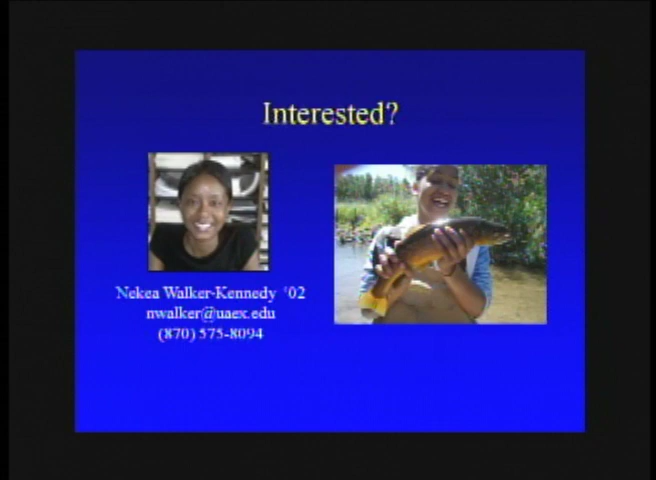 Interested?
Nekea Walker-Kennedy '02
nwalker@uaex.edu
(870) 575-8094